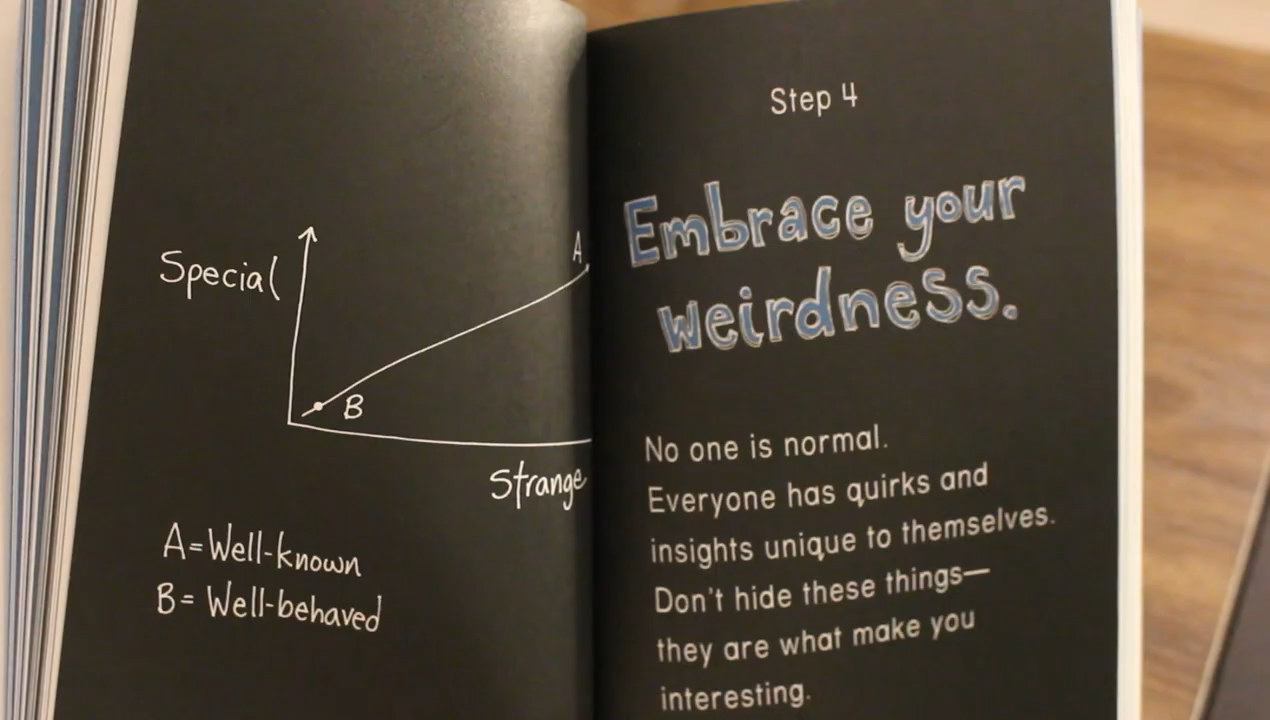 Special
A
B
Strange
A=Well-known
B= Well-behaved
Step 4
Embrace your
weirdness.
No one is normal.
Everyone has quirks and
insights unique to themselves.
Don't hide these things—
they are what make you
interesting.